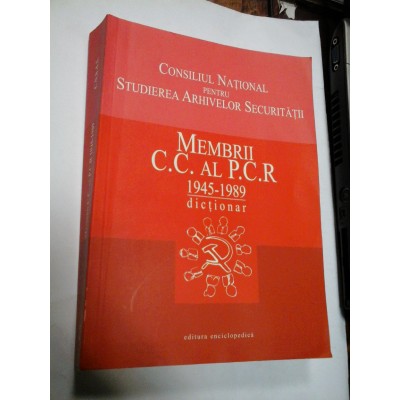 CONSILIUL NAȚIONAL
PENTRU
STUDIEREA ARHIVELOR SECURITĂȚII
MEMBRII
C.C. AL P.C.R
1945-1989
dicționar
editura enciclopedică